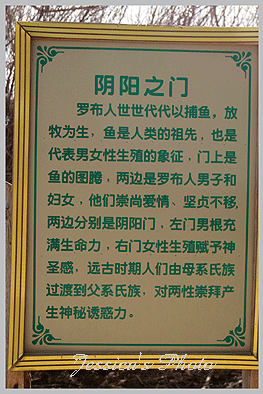 阴阳之门
罗布人世世代代以捕鱼，放
牧为生，鱼是人类的祖先，也是
代表男女性生殖的象征，门上是
鱼的图腾，两边是罗布人男子和
妇女，他们崇尚爱情、坚贞不移，
两边分别是阴阳门，左门男根充
满生命力，右门女性生殖赋予神
圣感，远古时期人们由母系氏族
过渡到父系氏族，对两性崇拜产
生神秘诱惑力。
Jessica's Photo